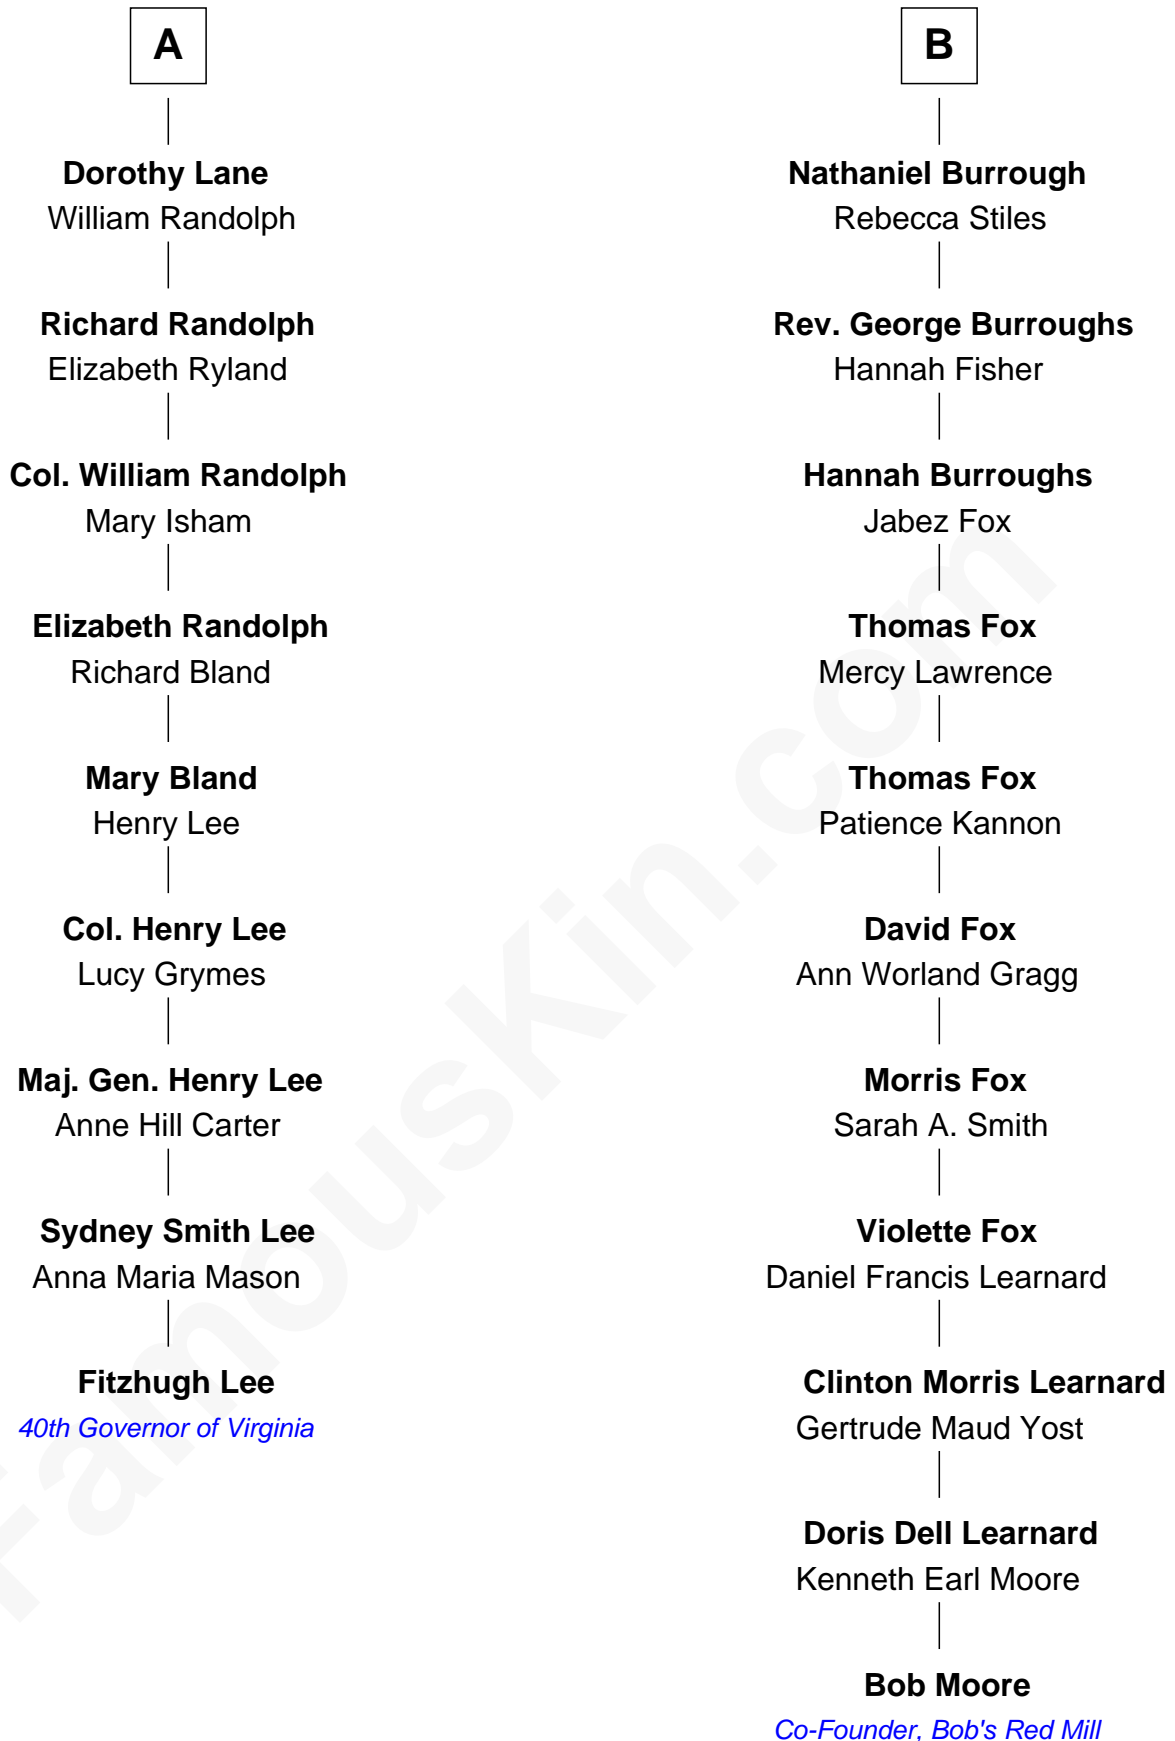 A
Dorothy Lane
William Randolph
Richard Randolph
Elizabeth Ryland
Col. William Randolph
Mary Isham
Elizabeth Randolph
Richard Bland
Mary Bland
Henry Lee
Col. Henry Lee
Lucy Grymes
Maj. Gen. Henry Lee
Anne Hill Carter
Sydney Smith Lee
Anna Maria Mason
Fitzhugh Lee
40th Governor of Virginia
B
Nathaniel Burrough
Rebecca Stiles
Rev. George Burroughs
Hannah Fisher
Hannah Burroughs
Jabez Fox
Thomas Fox
Mercy Lawrence
Thomas Fox
Patience Kannon
David Fox
Ann Worland Gragg
Morris Fox
Sarah A. Smith
Violette Fox
Daniel Francis Learnard
Clinton Morris Learnard
Gertrude Maud Yost
Doris Dell Learnard
Kenneth Earl Moore
Bob Moore
Co-Founder, Bob's Red Mill
FamousKin.com